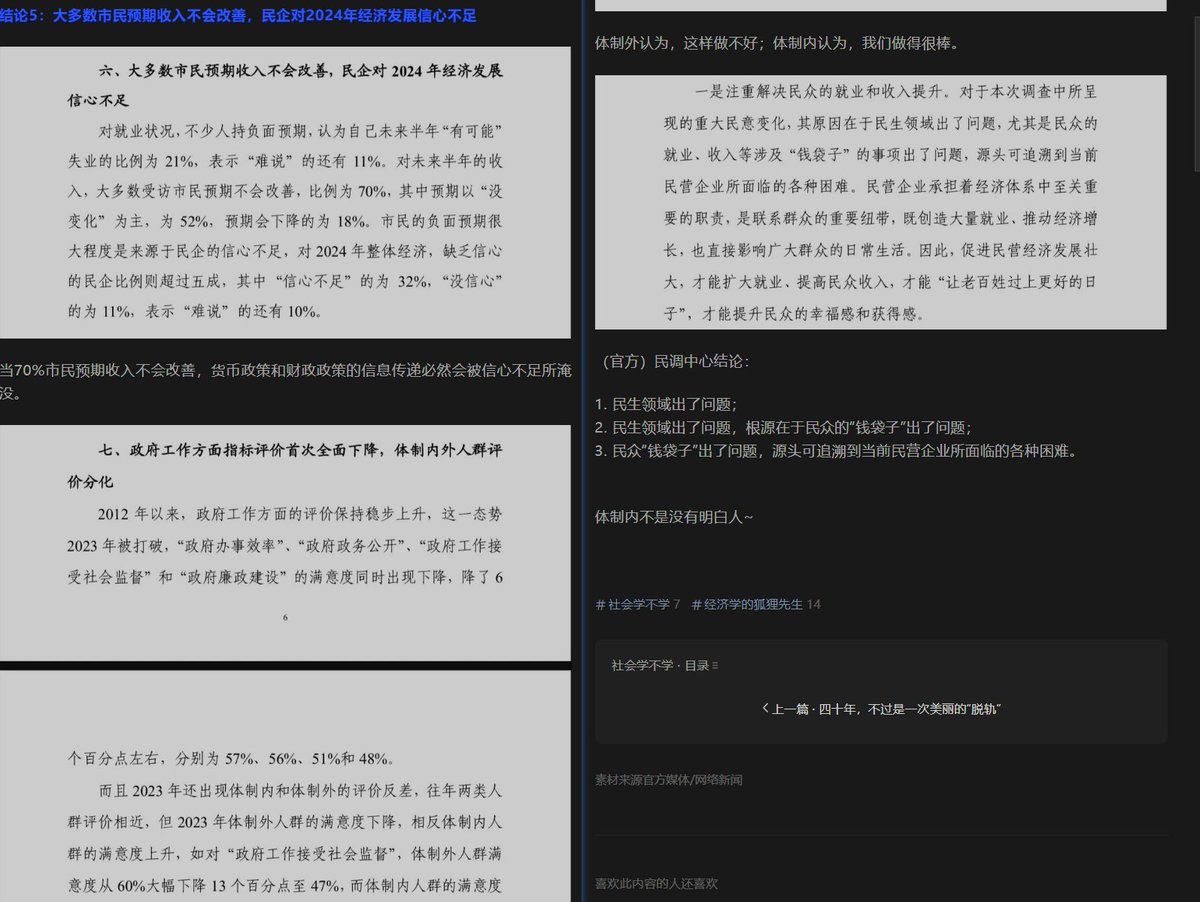 结论5：大多数市民预期收入不会改善，民企对2024年经济发展信心不足
六、大多数市民预期收入不会改善，民企对 2024 年经济发展
信心不足
对就业状况，不少人持负面预期，认为自己未来半年“有可能”
失业的比例为 21%，表示“难说”的还有 11%。对未来半年的收
入，大多数受访市民预期不会改善，比例为 70%，其中预期以“没
变化”为主，为 52%，预期会下降的为 18%。市民的负面预期很
大程度是来源于民企的信心不足，对 2024 年整体经济，缺乏信心
的民企比例则超过五成，其中“信心不足”的为 32%，“没信心”
的为 11%，表示“难说”的还有 10%。
当70%市民预期收入不会改善，货币政策和财政政策的信息传递必然会被信心不足所淹
没。
七、政府工作方面指标评价首次全面下降，体制内外人群评
价分化
2012 年以来，政府工作方面的评价保持稳步上升，这一态势
2023 年被打破，“政府办事效率”、“政府政务公开”、“政府工作接
受社会监督”和“政府廉政建设”的满意度同时出现下降，降了 6
6
个百分点左右，分别为 57%、56%、51%和 48%。
而且 2023 年还出现体制内和体制外的评价反差，往年两类人
群评价相近，但 2023 年体制外人群的满意度下降，相反体制内人
群的满意度上升，如对“政府工作接受社会监督”，体制外人群满
意度从 60%大幅下降 13 个百分点至 47%，而体制内人群的满意度
体制外认为，这样做不好；体制内认为，我们做得很棒。
一是注重解决民众的就业和收入提升。对于本次调查中所呈
现的重大民意变化，其原因在于民生领域出了问题，尤其是民众的
就业、收入等涉及“钱袋子”的事项出了问题，源头可追溯到当前
民营企业所面临的各种困难。民营企业承担着经济体系中至关重
要的职责，是联系群众的重要纽带，既创造大量就业、推动经济增
长，也直接影响广大群众的日常生活。因此，促进民营经济发展壮
大，才能扩大就业、提高民众收入，才能“让老百姓过上更好的日
子”，才能提升民众的幸福感和获得感。
（官方）民调中心结论：
1. 民生领域出了问题；
2. 民生领域出了问题，根源在于民众的“钱袋子”出了问题；
3. 民众“钱袋子”出了问题，源头可追溯到当前民营企业所面临的各种困难。
体制内不是没有明白人~
#社会学不学 7 #经济学的狐狸先生 14
社会学不学 · 目录
上一篇 · 四十年，不过是一次美丽的“脱轨”
素材来源官方媒体/网络新闻
喜欢此内容的人还喜欢